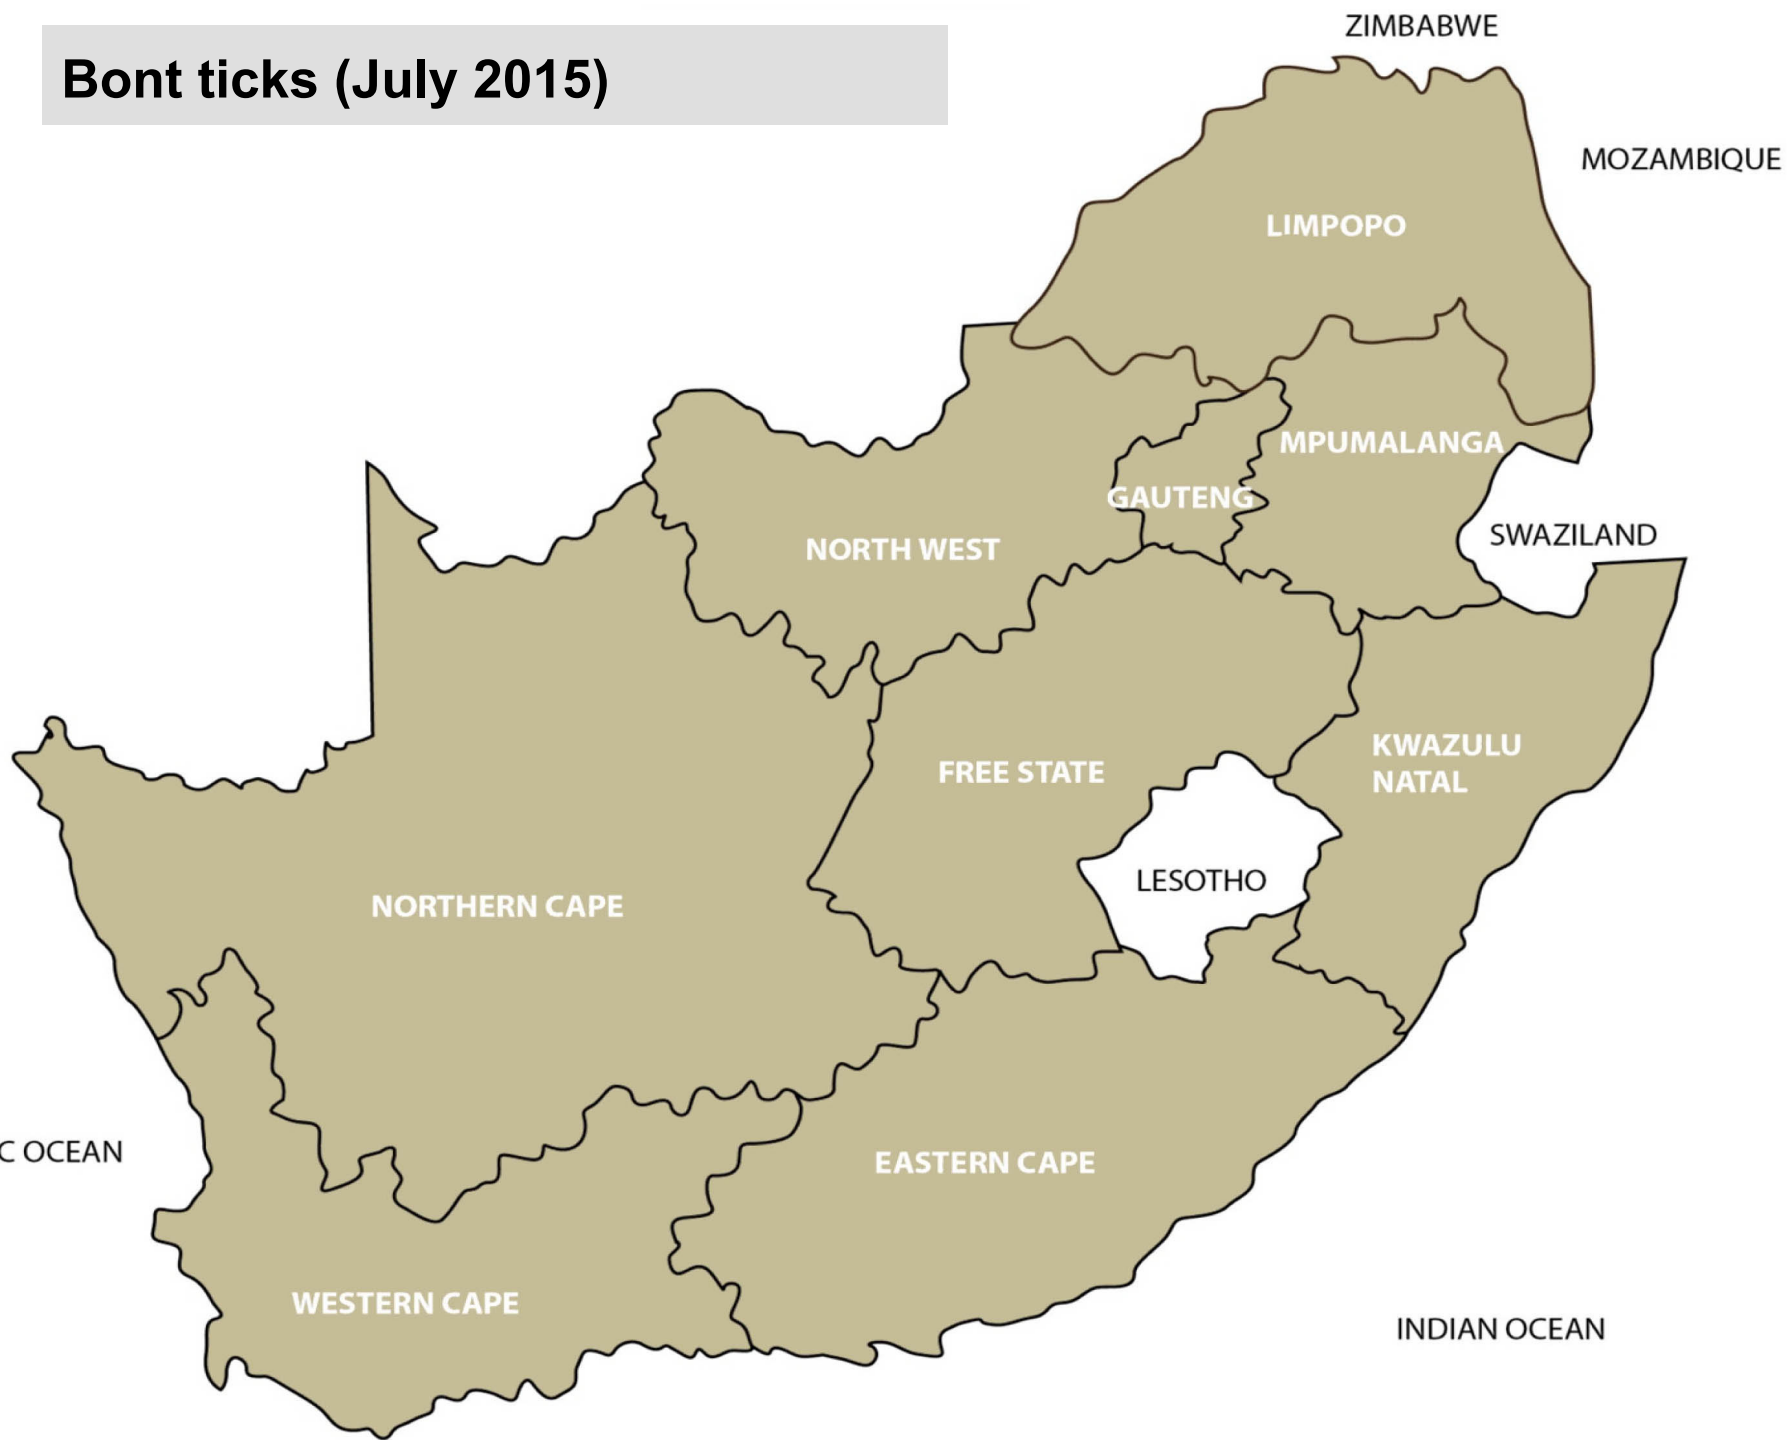 Bont ticks (July 2015)
ZIMBABWE
MOZAMBIQUE
LIMPOPO
MPUMALANGA
GAUTENG
SWAZILAND
NORTH WEST
KWAZULU
NATAL
FREE STATE
LESOTHO
NORTHERN CAPE
C OCEAN
EASTERN CAPE
WESTERN CAPE
INDIAN OCEAN